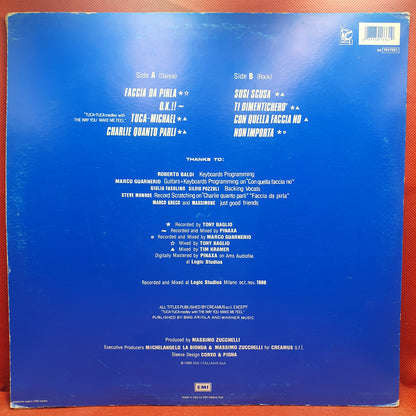 Side A (Dance)
FACCIA DA PIRLA ★☆
O.K.!! ~
TUCA-MICHAEL ★▲
"TUCA-TUCA medley with
THE WAY YOU MAKE ME FEEL"
CHARLIE QUANTO PARLI ★▲
Side B (Rock)
SUSI SCUSA ★▲
TI DIMENTICHERO' ★▲
CON QUELLA FACCIA NO ▲
NON IMPORTA ★○
THANKS TO:
ROBERTO BALDI Keyboards Programming
MARCO GUARNERIO Guitars+Keyboards Programming on "Con quella faccia no"
GIULIA FASOLINO SILVIO POZZOLI Backing Vocals
STEVE MONROE Record Scratching on "Charlie quanto parli" "Faccia da pirla"
MARCO GRECO and MAXSIMONE just good friends
★ Recorded by TONY BAGLIO
~ Recorded and Mixed by PINAXA
○ Recorded and Mixed by MARCO GUARNERIO
☆ Mixed by TONY BAGLIO
▲ Mixed by TIM KRAMER
Digitally Mastered by PINAXA on Ams Audiofile
at Logic Studios
Recorded and Mixed at Logic Studios Milano oct.nov. 1988
ALL TITLES PUBLISHED BY CREAMUS s.r.l. EXCEPT
"TUCA-TUCA medley with THE WAY YOU MAKE ME FEEL"
PUBLISHED BY BMG ARIOLA AND WARNER MUSIC
Produced by MASSIMO ZUCCHELLI
Executive Producers MICHELANGELO LA BIONDA & MASSIMO ZUCCHELLI for CREAMUS s.r.l.
Sleeve Design CORVO & PIGNA
EMI